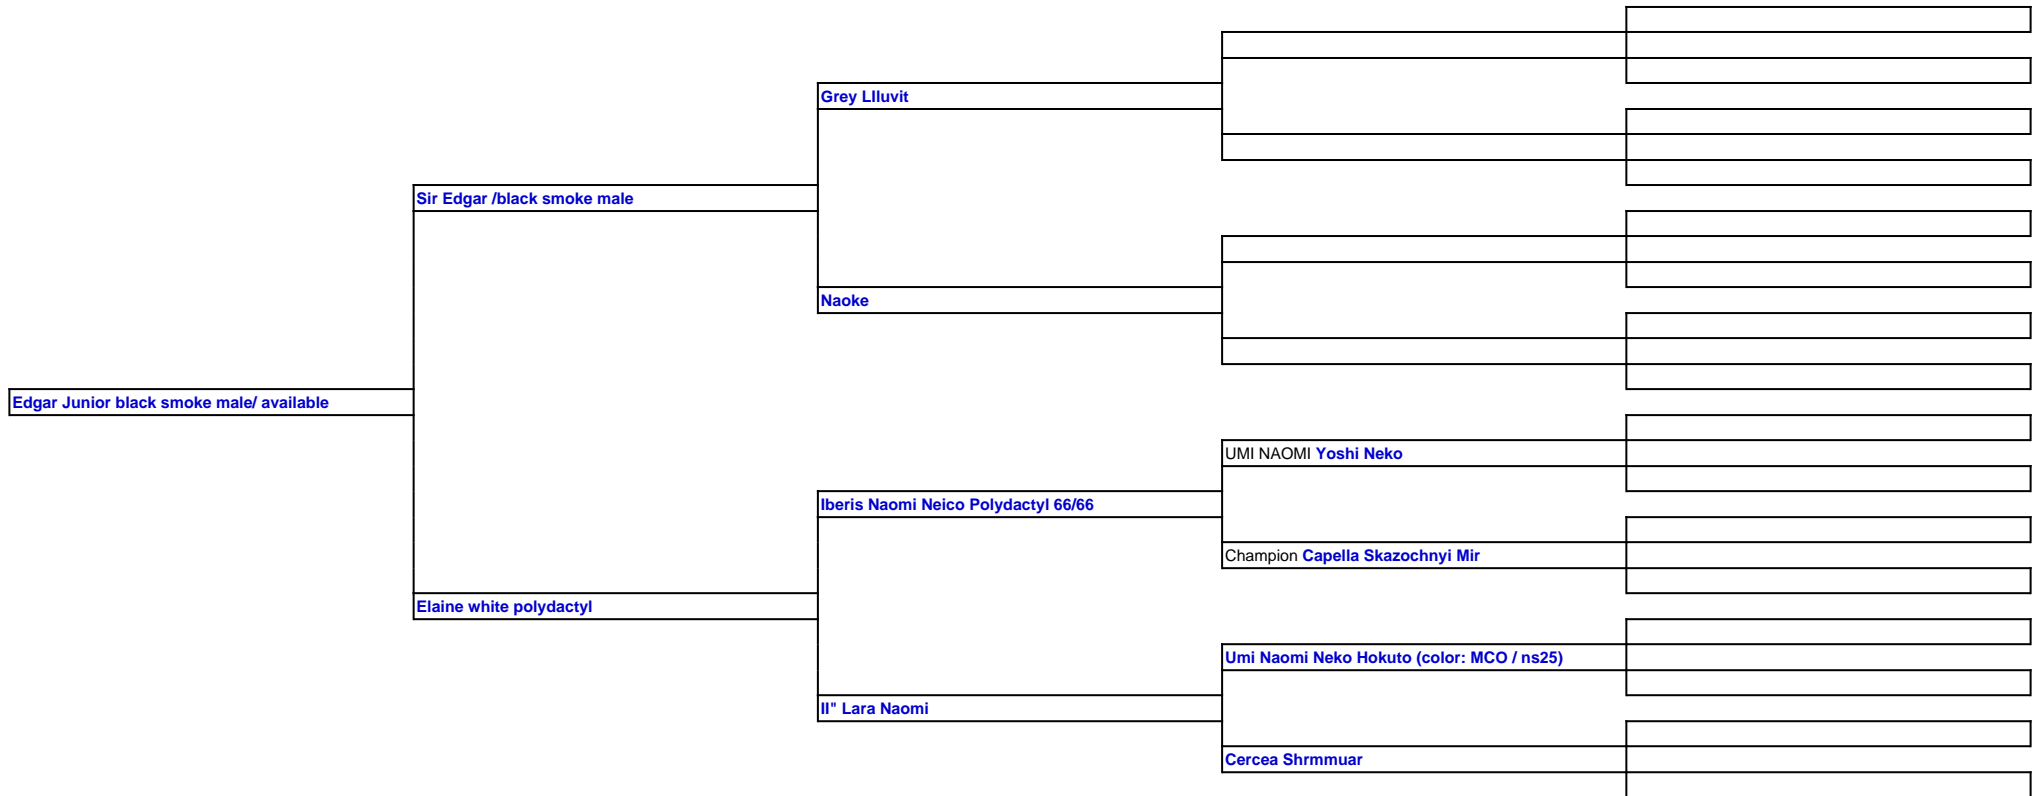 Grey LIluvit
Sir Edgar /black smoke male
Naoke
Edgar Junior black smoke male/ available
UMI NAOMI Yoshi Neko
Iberis Naomi Neico Polydactyl 66/66
Champion Capella Skazochnyi Mir
Elaine white polydactyl
Umi Naomi Neko Hokuto (color: MCO / ns25)
II" Lara Naomi
Cercea Shrmmuar